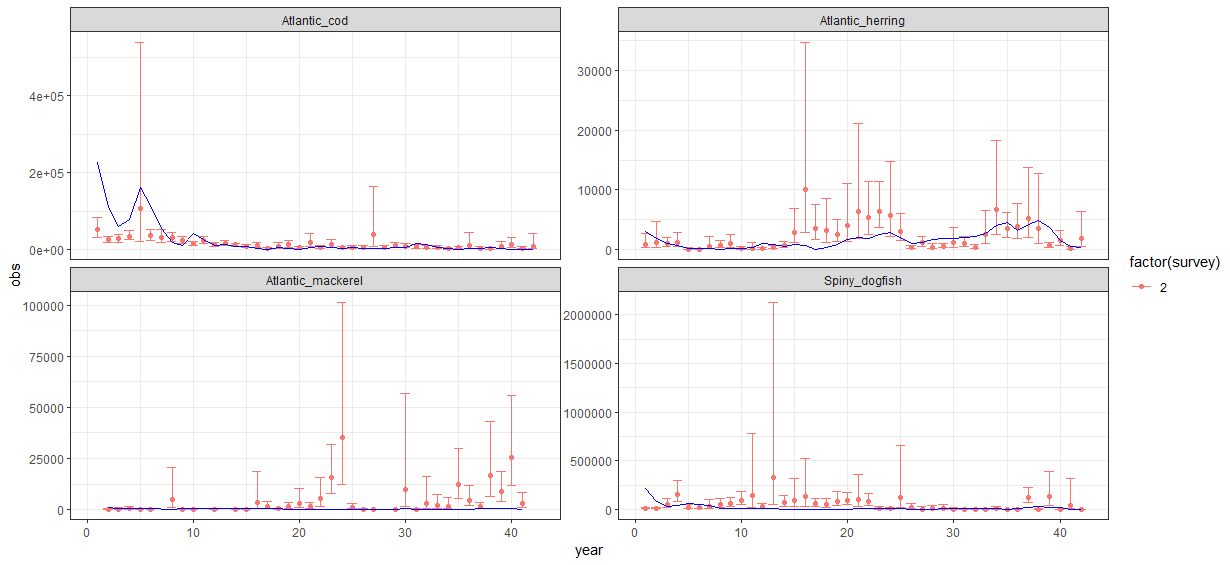 Atlantic_cod
Atlantic_herring
4e+05
2e+05
0e+00
30000
20000
10000
0
obs
Atlantic_mackerel
Spiny_dogfish
100000
75000
50000
25000
0
2000000
1500000
1000000
500000
0
factor(survey)
2
0 10 20 30 40
0 10 20 30 40
year